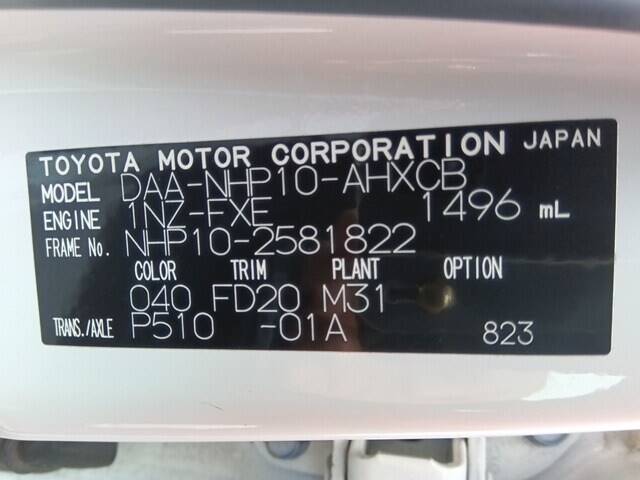 TOYOTA MOTOR CORPORATION JAPAN
MODEL DAA-NHP10-AHXCB
ENGINE 1NZ-FXE 1496 mL
FRAME No. NHP10-2581822
COLOR TRIM PLANT OPTION
040 FD20 M31
TRANS./AXLE P510 -01A 823